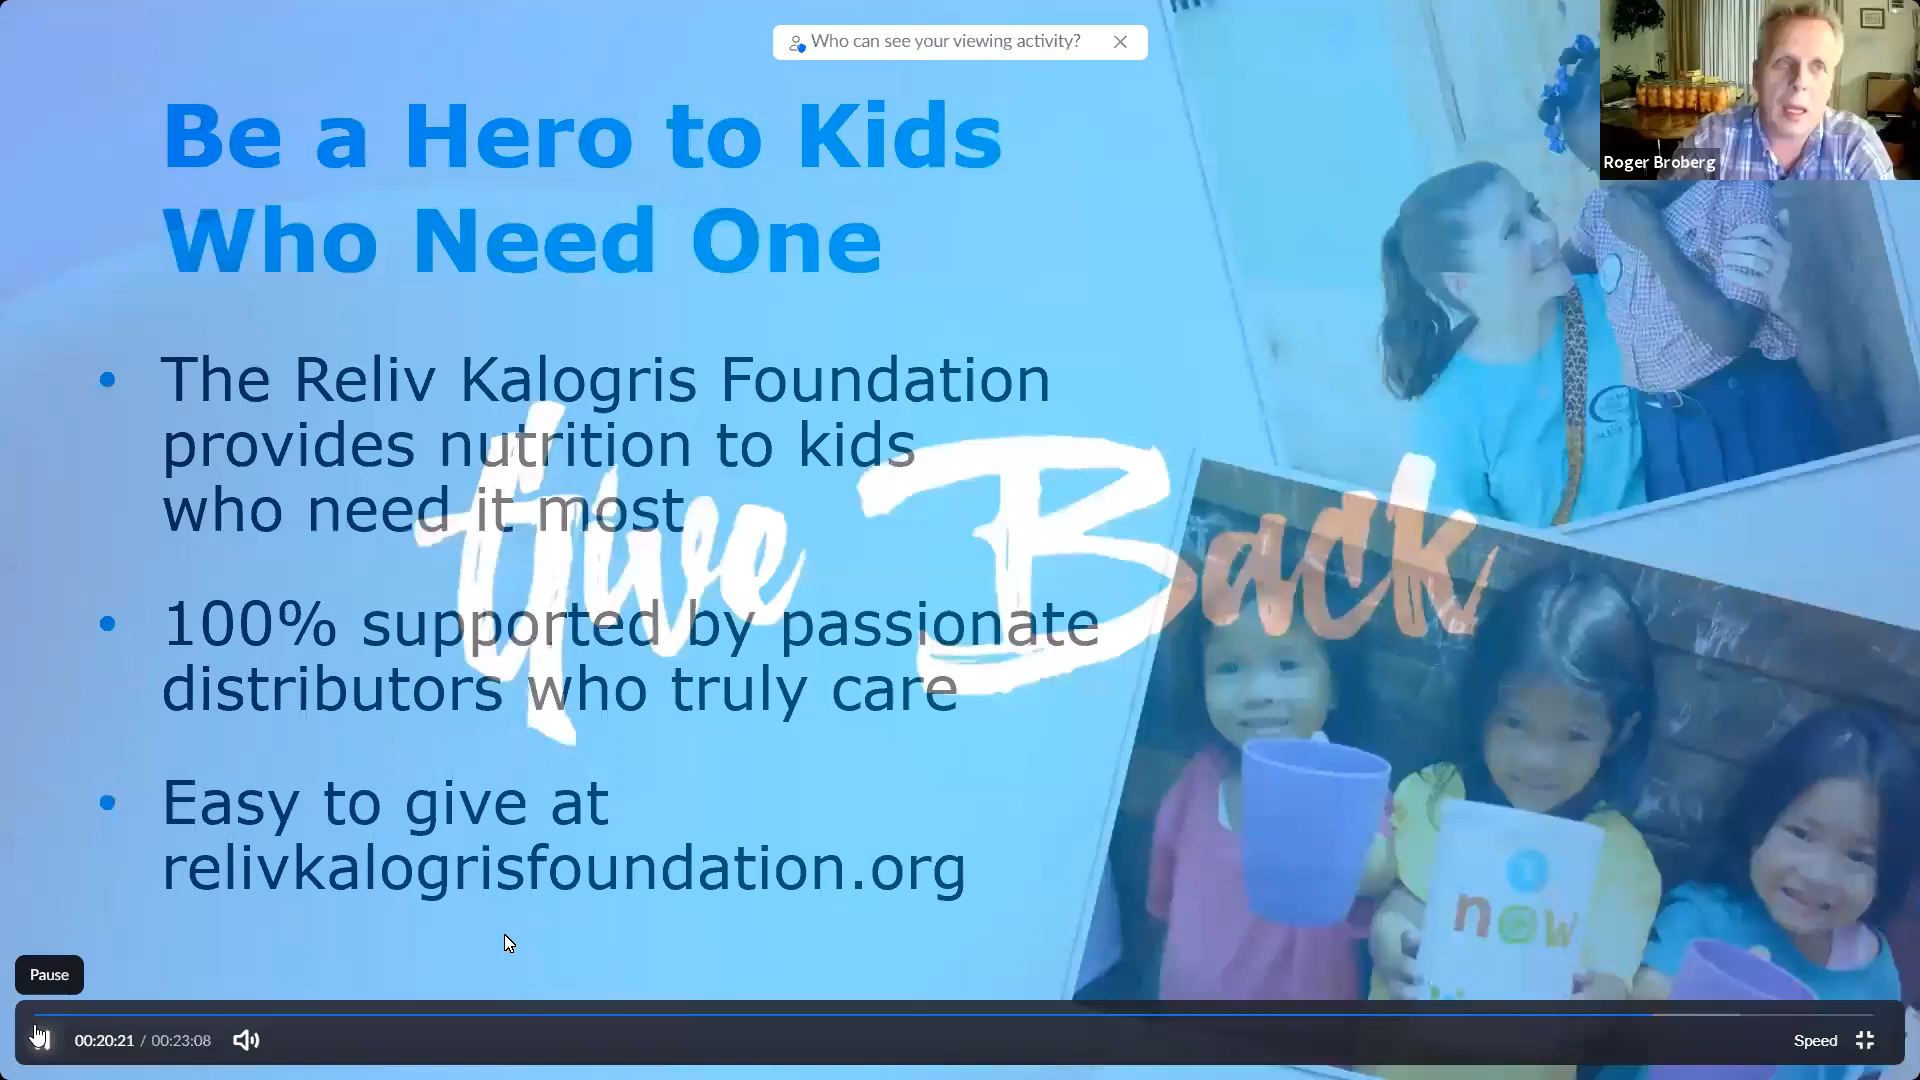 Who can see your viewing activity?
Be a Hero to Kids
Who Need One
Roger Broberg
• The Reliv Kalogris Foundation
provides nutrition to kids
who need it most
Give Back
• 100% supported by passionate
distributors who truly care
• Easy to give at
relivkalogrisfoundation.org
now
Pause
00:20:21 / 00:23:08
Speed